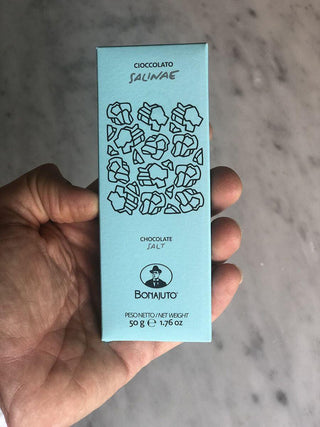 CIOCCOLATO
SALINAE
CHOCOLATE
SALT
BONAJUTO
PESO NETTO / NET WEIGHT
50 g ℮ 1.76 oz